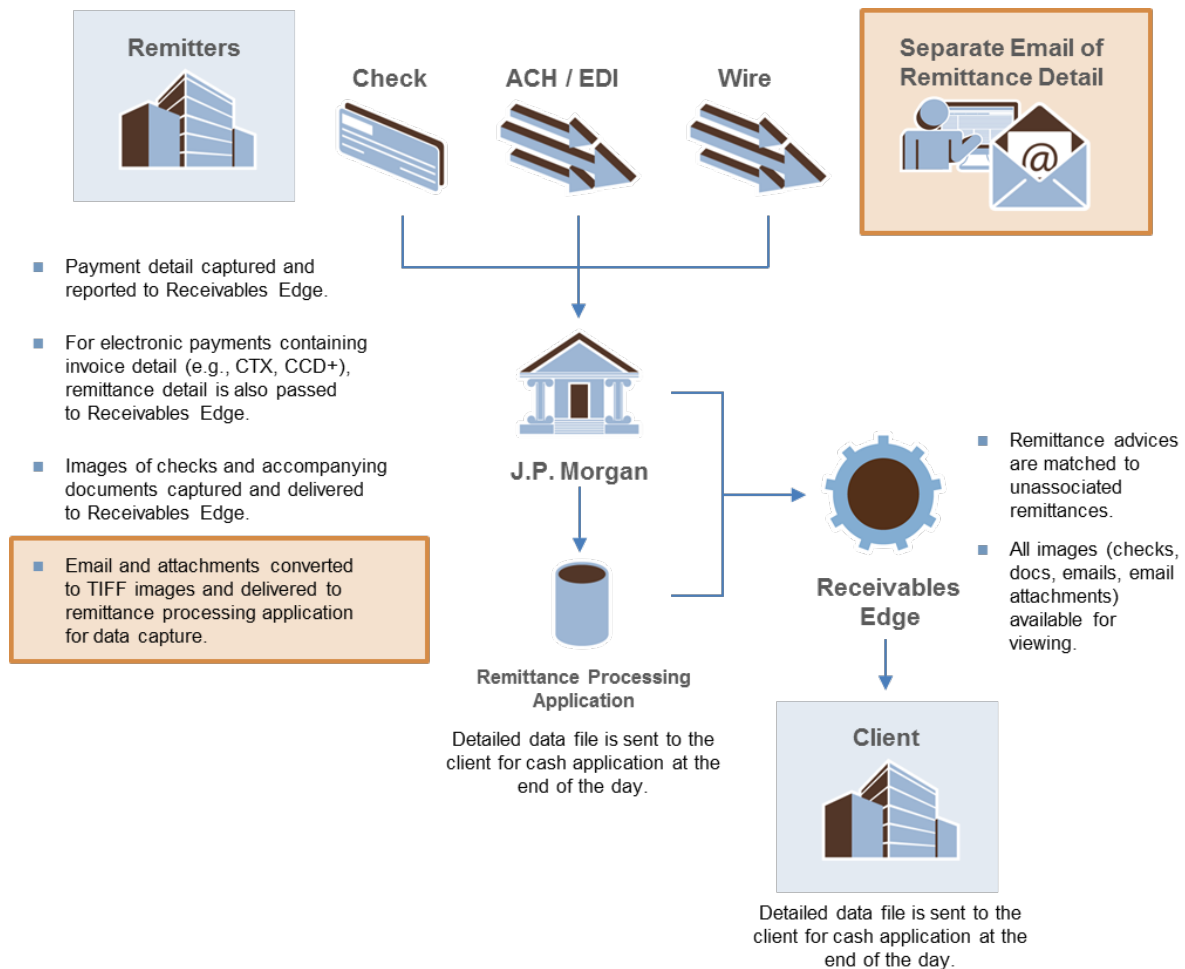 Remitters
Check
ACH / EDI
Wire
Separate Email of
Remittance Detail
@
Payment detail captured and
reported to Receivables Edge.
For electronic payments containing
invoice detail (e.g., CTX, CCD+),
remittance detail is also passed
to Receivables Edge.
Images of checks and accompanying
documents captured and delivered
to Receivables Edge.
Email and attachments converted
to TIFF images and delivered to
remittance processing application
for data capture.
J.P. Morgan
Remittance Processing
Application
Detailed data file is sent to the
client for cash application at the
end of the day.
Receivables
Edge
Remittance advices
are matched to
unassociated
remittances.
All images (checks,
docs, emails, email
attachments)
available for
viewing.
Client
Detailed data file is sent to the
client for cash application at the
end of the day.